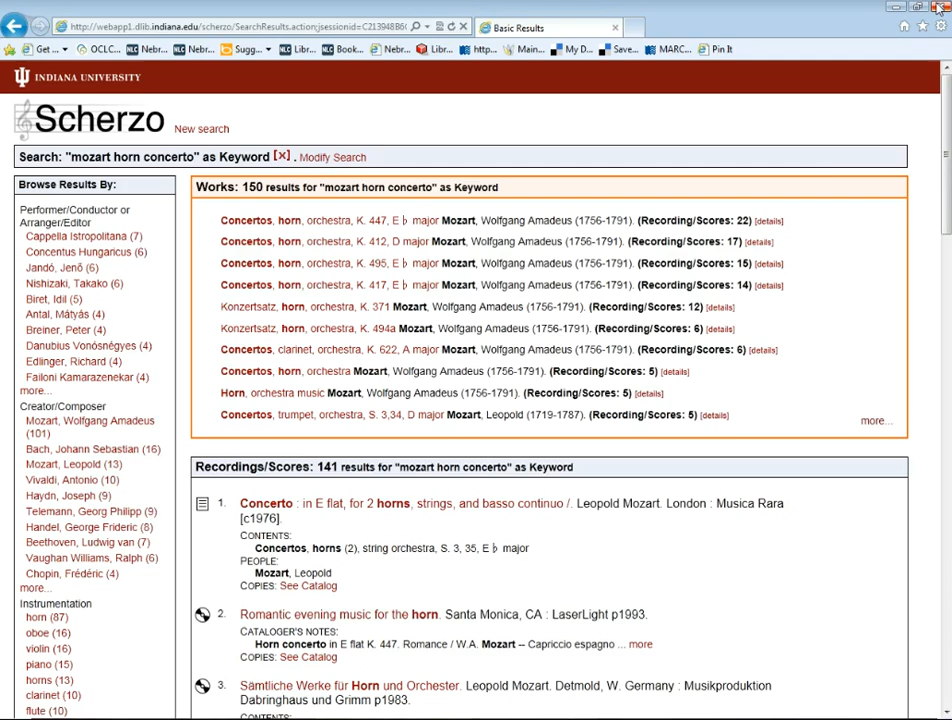 http://webapp1.dlib.indiana.edu/scherzo/SearchResults.action;jsessionid=C213948B6 Basic Results
Get ... OCLC... Nebr... Nebr... Sugg... Libr... Book... Nebr... Libr... http... Main... My D... Save... MARC... Pin It
INDIANA UNIVERSITY
Scherzo New search
Search: "mozart horn concerto" as Keyword [X] . Modify Search
Browse Results By:
Performer/Conductor or
Arranger/Editor
Cappella Istropolitana (7)
Concentus Hungaricus (6)
Jandó, Jenő (6)
Nishizaki, Takako (6)
Biret, Idil (5)
Antal, Mátyás (4)
Breiner, Peter (4)
Danubius Vonósnégyes (4)
Edlinger, Richard (4)
Failoni Kamarazenekar (4)
more...
Creator/Composer
Mozart, Wolfgang Amadeus
(101)
Bach, Johann Sebastian (16)
Mozart, Leopold (13)
Vivaldi, Antonio (10)
Haydn, Joseph (9)
Telemann, Georg Philipp (9)
Handel, George Frideric (8)
Beethoven, Ludwig van (7)
Vaughan Williams, Ralph (6)
Chopin, Frédéric (4)
more...
Instrumentation
horn (87)
oboe (16)
violin (16)
piano (15)
horns (13)
clarinet (10)
flute (10)
Works: 150 results for "mozart horn concerto" as Keyword
Concertos, horn, orchestra, K. 447, E♭ major Mozart, Wolfgang Amadeus (1756-1791). (Recording/Scores: 22) [details]
Concertos, horn, orchestra, K. 412, D major Mozart, Wolfgang Amadeus (1756-1791). (Recording/Scores: 17) [details]
Concertos, horn, orchestra, K. 495, E♭ major Mozart, Wolfgang Amadeus (1756-1791). (Recording/Scores: 15) [details]
Concertos, horn, orchestra, K. 417, E♭ major Mozart, Wolfgang Amadeus (1756-1791). (Recording/Scores: 14) [details]
Konzertsatz, horn, orchestra, K. 371 Mozart, Wolfgang Amadeus (1756-1791). (Recording/Scores: 12) [details]
Konzertsatz, horn, orchestra, K. 494a Mozart, Wolfgang Amadeus (1756-1791). (Recording/Scores: 6) [details]
Concertos, clarinet, orchestra, K. 622, A major Mozart, Wolfgang Amadeus (1756-1791). (Recording/Scores: 6) [details]
Concertos, horn, orchestra Mozart, Wolfgang Amadeus (1756-1791). (Recording/Scores: 5) [details]
Horn, orchestra music Mozart, Wolfgang Amadeus (1756-1791). (Recording/Scores: 5) [details]
Concertos, trumpet, orchestra, S. 3,34, D major Mozart, Leopold (1719-1787). (Recording/Scores: 5) [details]
more...
Recordings/Scores: 141 results for "mozart horn concerto" as Keyword
1. Concerto : in E flat, for 2 horns, strings, and basso continuo /. Leopold Mozart. London : Musica Rara
[c1976].
CONTENTS:
Concertos, horns (2), string orchestra, S. 3, 35, E♭ major
PEOPLE:
Mozart, Leopold
COPIES: See Catalog
2. Romantic evening music for the horn. Santa Monica, CA : LaserLight p1993.
CATALOGER'S NOTES:
Horn concerto in E flat K. 447. Romance / W.A. Mozart -- Capriccio espagno ... more
COPIES: See Catalog
3. Sämtliche Werke für Horn und Orchester. Leopold Mozart. Detmold, W. Germany : Musikproduktion
Dabringhaus und Grimm p1983.
CONTENTS: